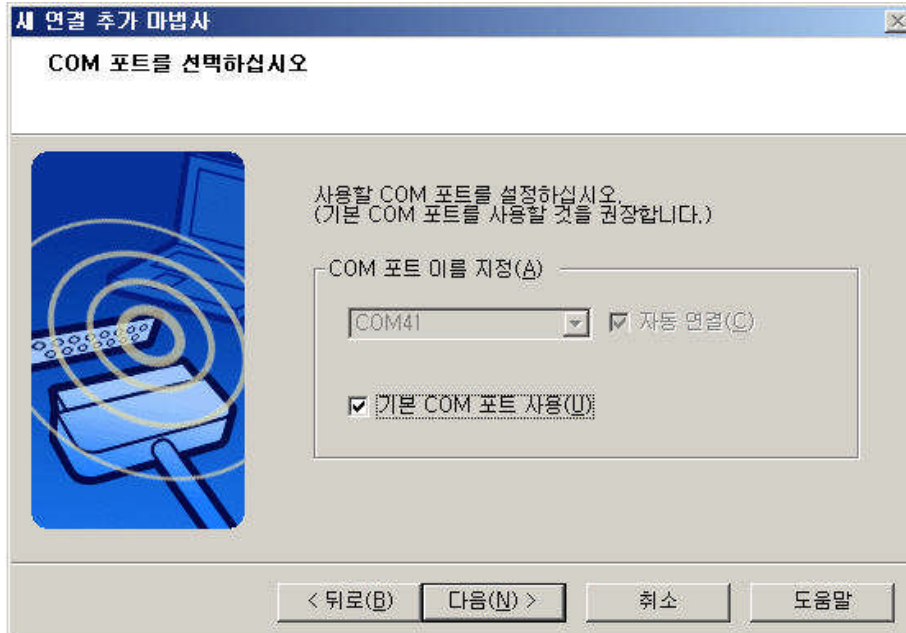 새 연결 추가 마법사
COM 포트를 선택하십시오
사용할 COM 포트를 설정하십시오.
(기본 COM 포트를 사용할 것을 권장합니다.)
COM 포트 이름 지정(A)
COM41 자동 연결(C)
기본 COM 포트 사용(U)
< 뒤로(B) 다음(N) > 취소 도움말